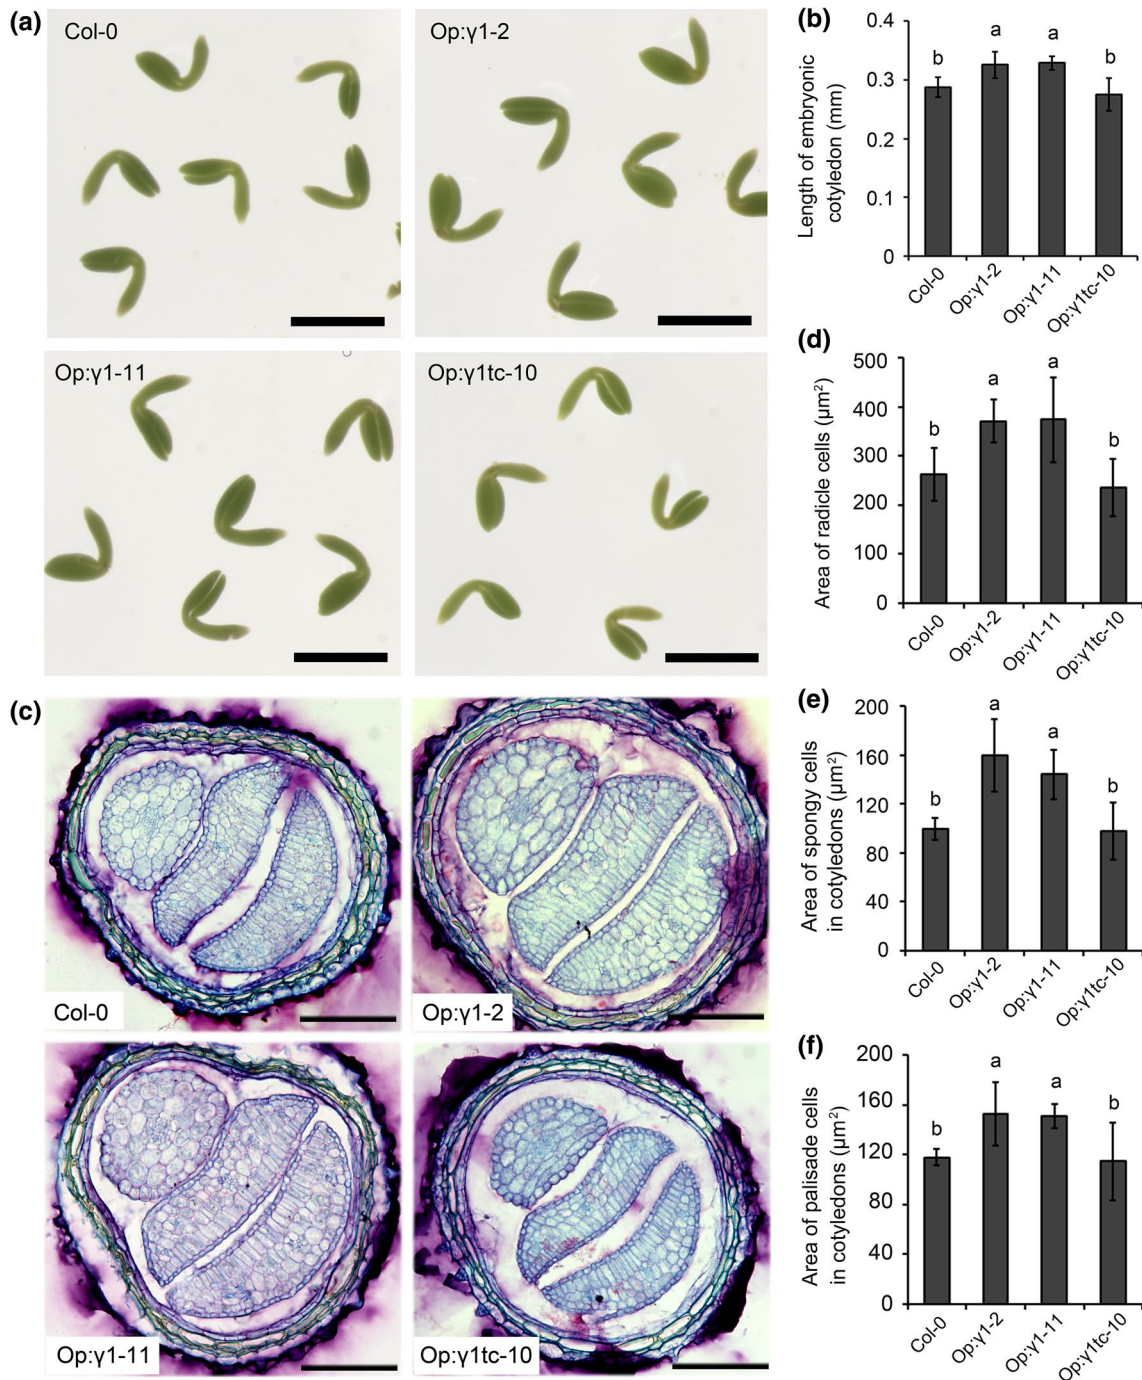 (a)
Col-0
Op:γ1-2
Op:γ1-11
Op:γ1tc-10
(b)
Length of embryonic
cotyledon (mm)
0.4
0.3
0.2
0.1
0
b
a
a
b
Col-0
Op:γ1-2
Op:γ1-11
Op:γ1tc-10
(c)
Col-0
Op:γ1-2
Op:γ1-11
Op:γ1tc-10
(d)
Area of radicle cells (µm²)
500
400
300
200
100
0
b
a
a
b
Col-0
Op:γ1-2
Op:γ1-11
Op:γ1tc-10
(e)
Area of spongy cells
in cotyledons (µm²)
200
160
120
80
40
0
b
a
a
b
Col-0
Op:γ1-2
Op:γ1-11
Op:γ1tc-10
(f)
Area of palisade cells
in cotyledons (µm²)
200
160
120
80
40
0
b
a
a
b
Col-0
Op:γ1-2
Op:γ1-11
Op:γ1tc-10